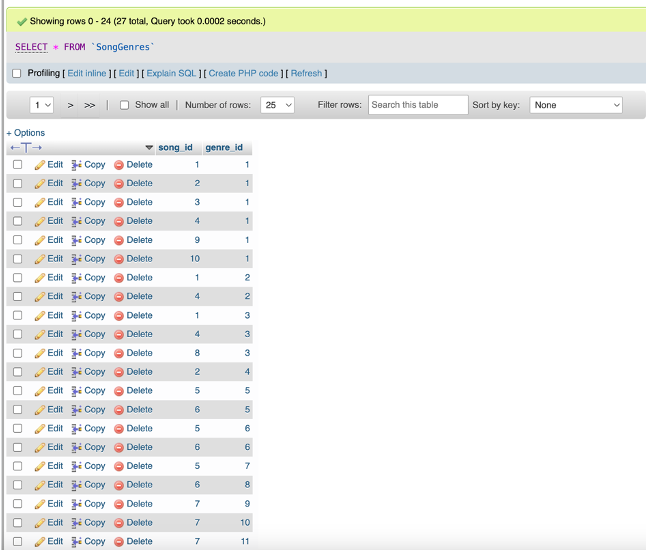 Showing rows 0 - 24 (27 total, Query took 0.0002 seconds.)
SELECT * FROM `SongGenres`
Profiling [ Edit inline ] [ Edit ] [ Explain SQL ] [ Create PHP code ] [ Refresh ]
1 > >> | Show all | Number of rows: 25 Filter rows: Search this table Sort by key: None
+ Options
←T→ song_id genre_id
Edit Copy Delete 1 1
Edit Copy Delete 2 1
Edit Copy Delete 3 1
Edit Copy Delete 4 1
Edit Copy Delete 9 1
Edit Copy Delete 10 1
Edit Copy Delete 1 2
Edit Copy Delete 4 2
Edit Copy Delete 1 3
Edit Copy Delete 4 3
Edit Copy Delete 8 3
Edit Copy Delete 2 4
Edit Copy Delete 5 5
Edit Copy Delete 6 5
Edit Copy Delete 5 6
Edit Copy Delete 6 6
Edit Copy Delete 5 7
Edit Copy Delete 6 8
Edit Copy Delete 7 9
Edit Copy Delete 7 10
Edit Copy Delete 7 11